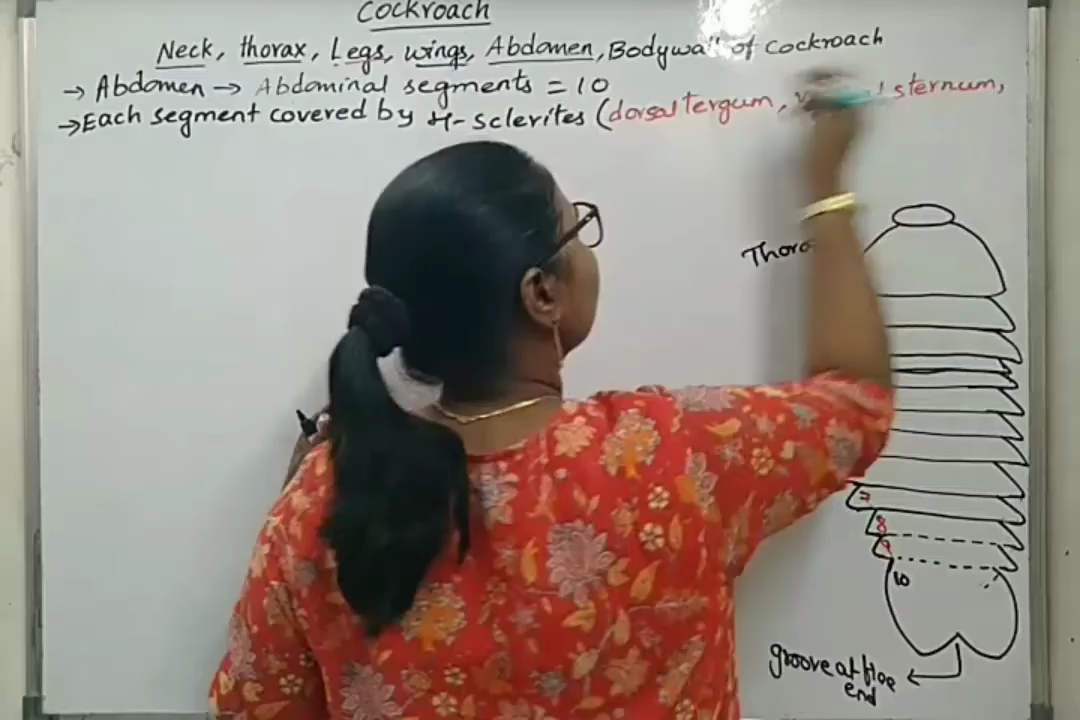 Cockroach
Neck, thorax, Legs, wings, Abdomen, Bodywall of cockroach
→ Abdomen → Abdominal segments = 10
→ Each segment covered by 4- sclerites (dorsal tergum, sternum,
7
8
9
10
groove at the
end